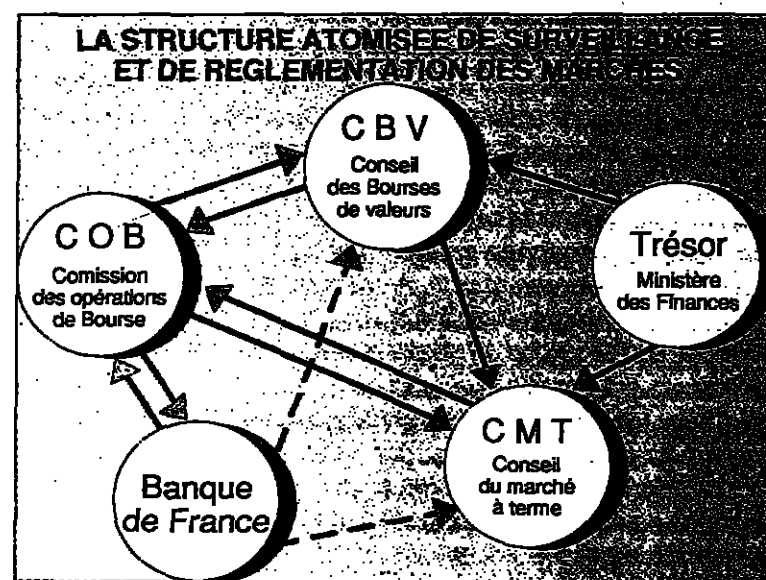 LA STRUCTURE ATOMISEE DE SURVEILLANCE
ET DE REGLEMENTATION DES MARCHES
C B V
Conseil
des Bourses
de valeurs
C O B
Comission
des opérations
de Bourse
Trésor
Ministère
des Finances
C M T
Conseil
du marché
à terme
Banque
de France